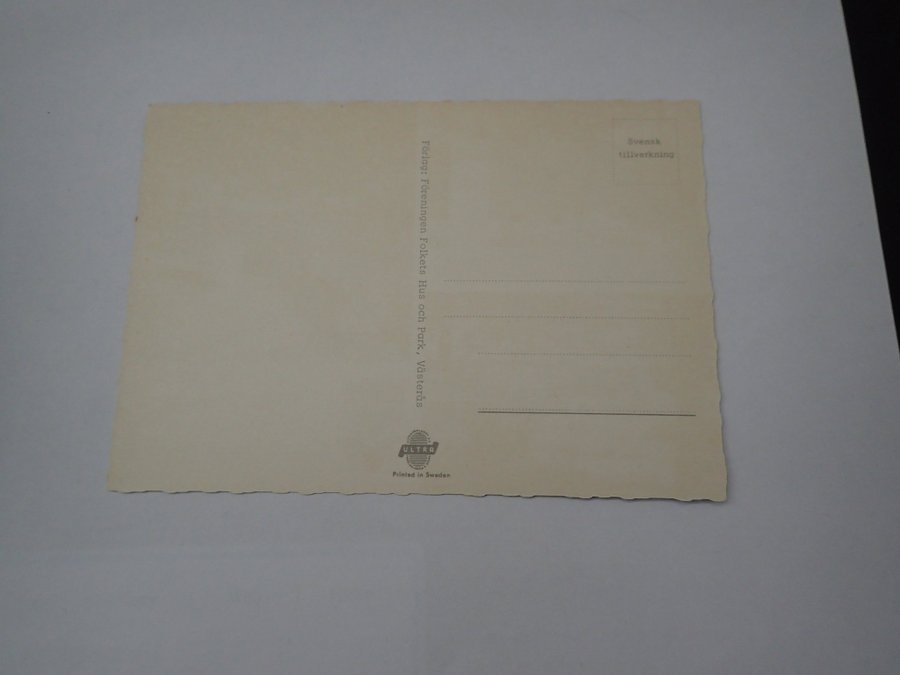 Svensk
tillverkning
Förlag: Föreningen Folkets Hus och Park, Västerås
ULTRA
Printed in Sweden